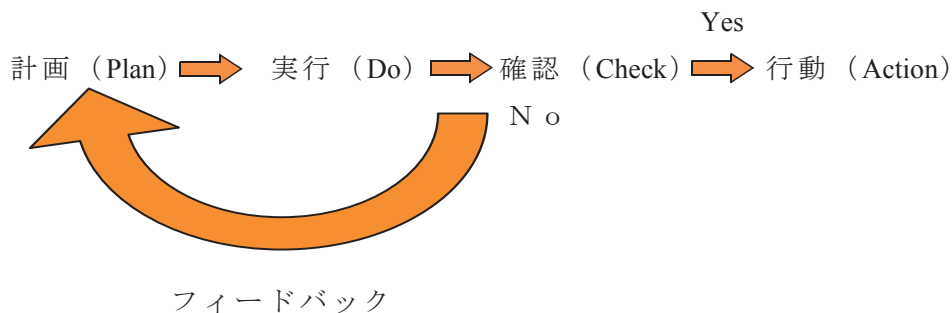 Yes
計画（Plan） 実行（Do） 確認（Check） 行動（Action）
Ｎｏ
フィードバック